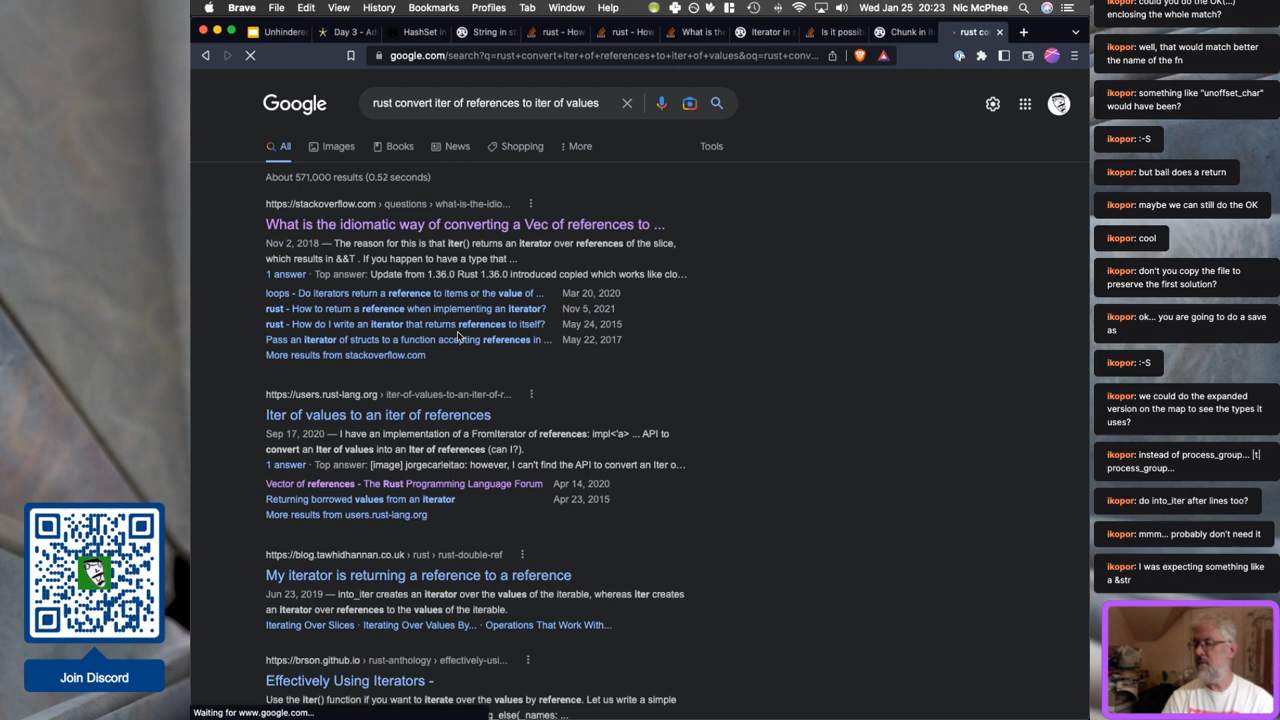 Brave File Edit View History Bookmarks Profiles Tab Window Help
Wed Jan 25 20:23 Nic McPhee
Unhindere
Day 3 - Ad
HashSet in
String in s
rust - How
rust - How
What is the
Iterator in
Is it possib
Chunk in it
rust co
google.com/search?q=rust+convert+iter+of+references+to+iter+of+values&oq=rust+conv...
Google
rust convert iter of references to iter of values
All
Images
Books
News
Shopping
More
Tools
About 571,000 results (0.52 seconds)
https://stackoverflow.com › questions › what-is-the-idio...
What is the idiomatic way of converting a Vec of references to ...
Nov 2, 2018 — The reason for this is that iter() returns an iterator over references of the slice,
which results in &&T . If you happen to have a type that ...
1 answer · Top answer: Update from 1.36.0 Rust 1.36.0 introduced copied which works like clo...
loops - Do iterators return a reference to items or the value of ... Mar 20, 2020
rust - How to return a reference when implementing an iterator? Nov 5, 2021
rust - How do I write an iterator that returns references to itself? May 24, 2015
Pass an iterator of structs to a function accepting references in ... May 22, 2017
More results from stackoverflow.com
https://users.rust-lang.org › iter-of-values-to-an-iter-of-r...
Iter of values to an iter of references
Sep 17, 2020 — I have an implementation of a FromIterator of references: impl<'a> ... API to
convert an Iter of values into an Iter of references (can I?).
1 answer · Top answer: [image] jorgecarleitao: however, I can't find the API to convert an Iter o...
Vector of references - The Rust Programming Language Forum Apr 14, 2020
Returning borrowed values from an iterator Apr 23, 2015
More results from users.rust-lang.org
https://blog.tawhidhannan.co.uk › rust › rust-double-ref
My iterator is returning a reference to a reference
Jun 23, 2019 — into_iter creates an iterator over the values of the iterable, whereas iter creates
an iterator over references to the values of the iterable.
Iterating Over Slices · Iterating Over Values By... · Operations That Work With...
https://brson.github.io › rust-anthology › effectively-usi...
Effectively Using Iterators -
Use the iter() function if you want to iterate over the values by reference. Let us write a simple
_else(_names: ...
Waiting for www.google.com...
Join Discord
ikopor: could you do the OK(...)
enclosing the whole match?
ikopor: well, that would match better
the name of the fn
ikopor: something like "unoffset_char"
would have been?
ikopor: :-S
ikopor: but bail does a return
ikopor: maybe we can still do the OK
ikopor: cool
ikopor: don't you copy the file to
preserve the first solution?
ikopor: ok... you are going to do a save
as
ikopor: :-S
ikopor: we could do the expanded
version on the map to see the types it
uses?
ikopor: instead of process_group... |t|
process_group...
ikopor: do into_iter after lines too?
ikopor: mmm... probably don't need it
ikopor: I was expecting something like
a &str